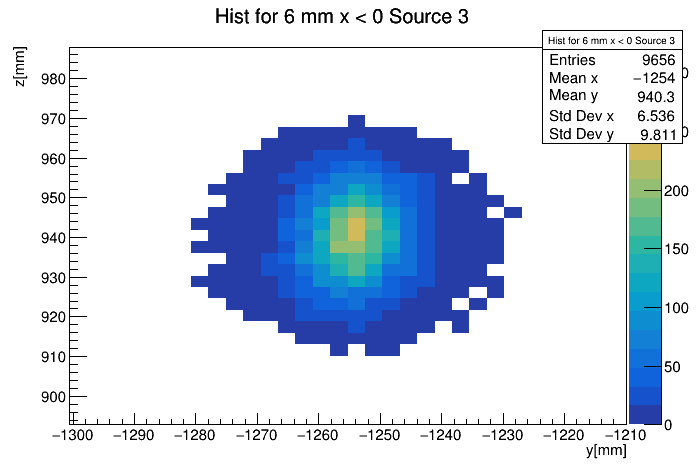 Hist for 6 mm x < 0 Source 3
z[mm]
Hist for 6 mm x < 0 Source 3
Entries 9656
Mean x −1254
Mean y 940.3
Std Dev x 6.536
Std Dev y 9.811
980
970
960
950
940
930
920
910
900
200
150
100
50
0
−1300 −1290 −1280 −1270 −1260 −1250 −1240 −1230 −1220 −1210
y[mm]